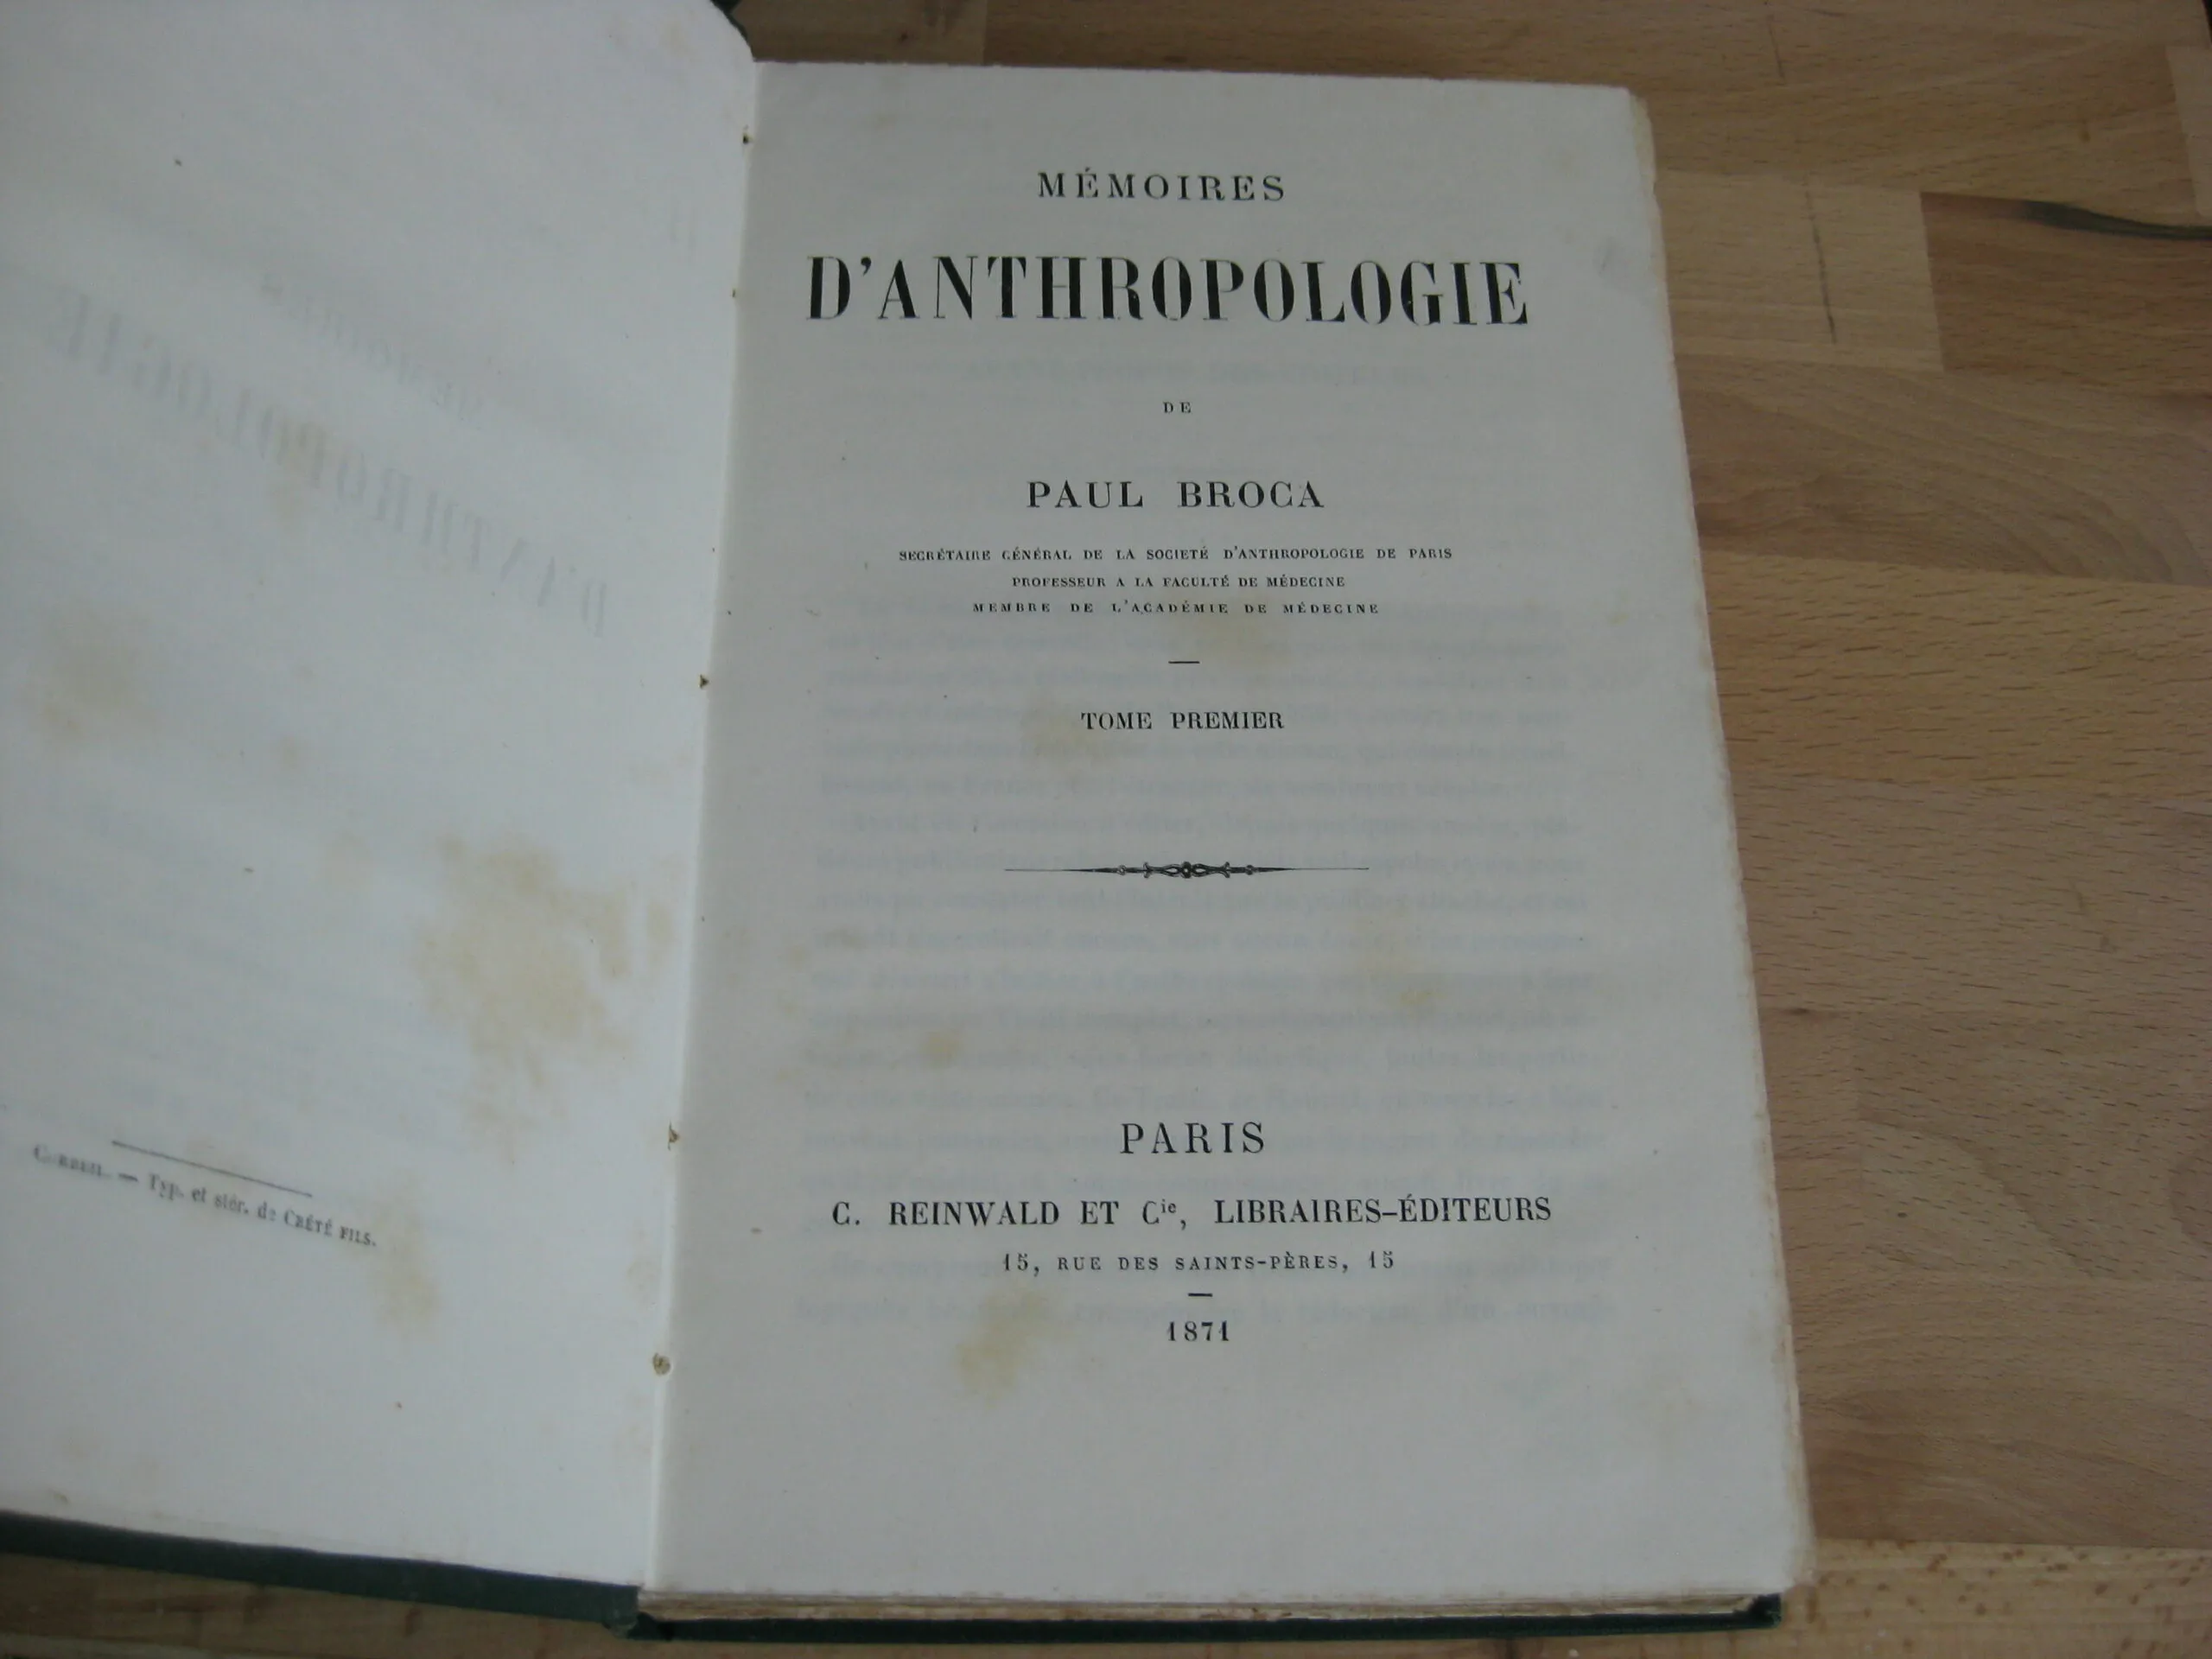 Corbeil. — Typ. et stér. de Crété fils.
MÉMOIRES
D'ANTHROPOLOGIE
DE
PAUL BROCA
SECRÉTAIRE GÉNÉRAL DE LA SOCIETÉ D'ANTHROPOLOGIE DE PARIS
PROFESSEUR A LA FACULTÉ DE MÉDECINE
MEMBRE DE L'ACADÉMIE DE MÉDECINE
TOME PREMIER
PARIS
C. REINWALD ET Cie, LIBRAIRES-ÉDITEURS
15, RUE DES SAINTS-PÈRES, 15
1871